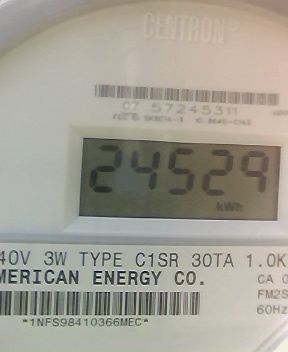 CENTRON®
C7 57245311
24529
kWh
40V 3W TYPE C1SR 30TA 1.0K
MERICAN ENERGY CO.
CA 0
FM2S
60Hz
*1NFS98410366MEC*